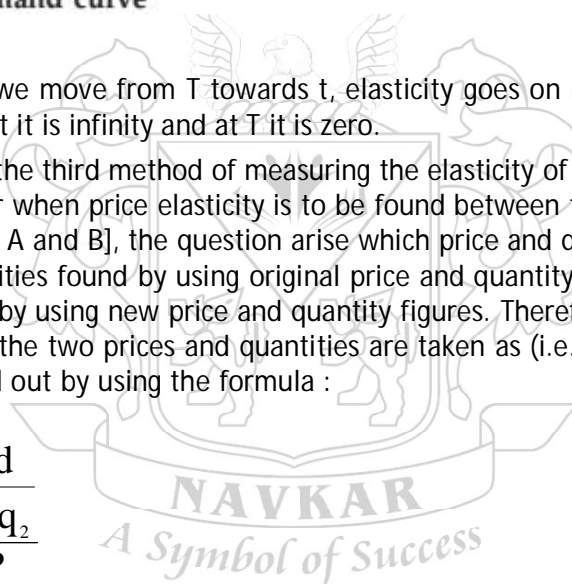 nand curve
we move from T towards t, elasticity goes on
t it is infinity and at T it is zero.
the third method of measuring the elasticity of
when price elasticity is to be found between
A and B], the question arise which price and q
ities found by using original price and quantity
by using new price and quantity figures. Theref
the two prices and quantities are taken as (i.e.
out by using the formula :
d
q₂
NAVKAR
A Symbol of Success